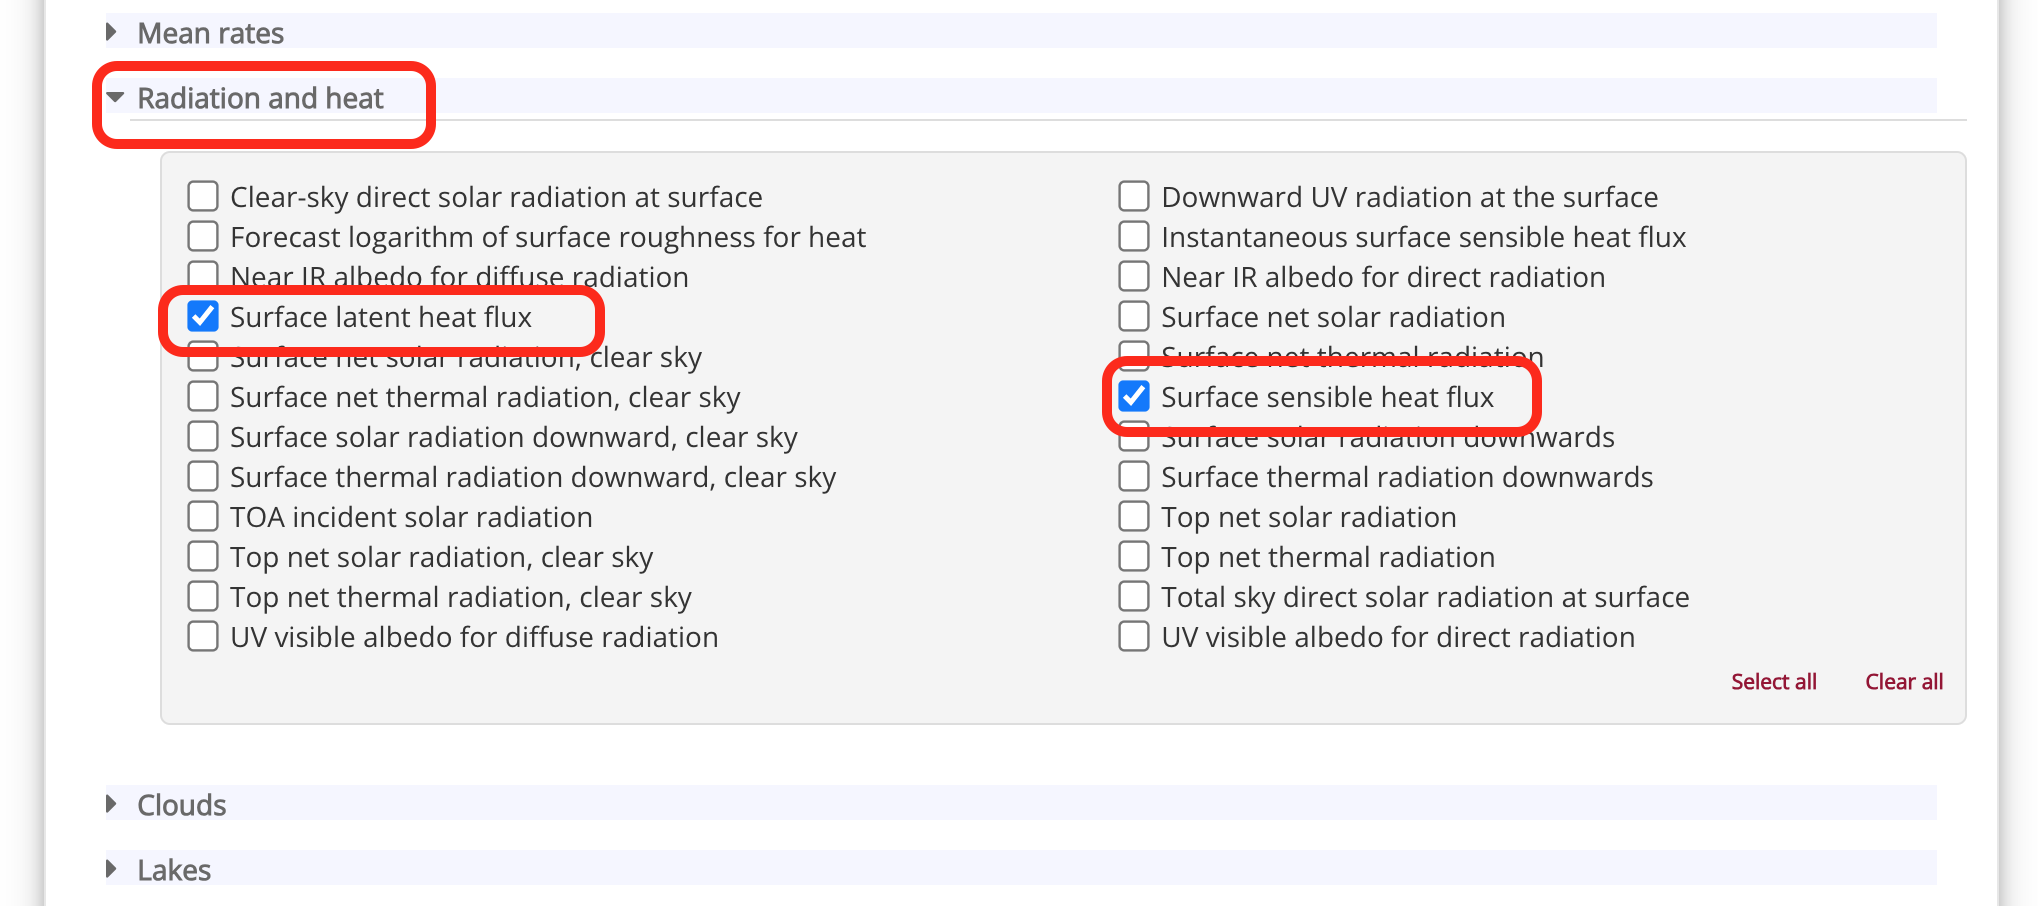 Mean rates
Radiation and heat
Clear-sky direct solar radiation at surface
Downward UV radiation at the surface
Forecast logarithm of surface roughness for heat
Instantaneous surface sensible heat flux
Near IR albedo for diffuse radiation
Near IR albedo for direct radiation
Surface latent heat flux
Surface net solar radiation
Surface net solar radiation, clear sky
Surface net thermal radiation
Surface net thermal radiation, clear sky
Surface sensible heat flux
Surface solar radiation downward, clear sky
Surface solar radiation downwards
Surface thermal radiation downward, clear sky
Surface thermal radiation downwards
TOA incident solar radiation
Top net solar radiation
Top net solar radiation, clear sky
Top net thermal radiation
Top net thermal radiation, clear sky
Total sky direct solar radiation at surface
UV visible albedo for diffuse radiation
UV visible albedo for direct radiation
Select all
Clear all
Clouds
Lakes